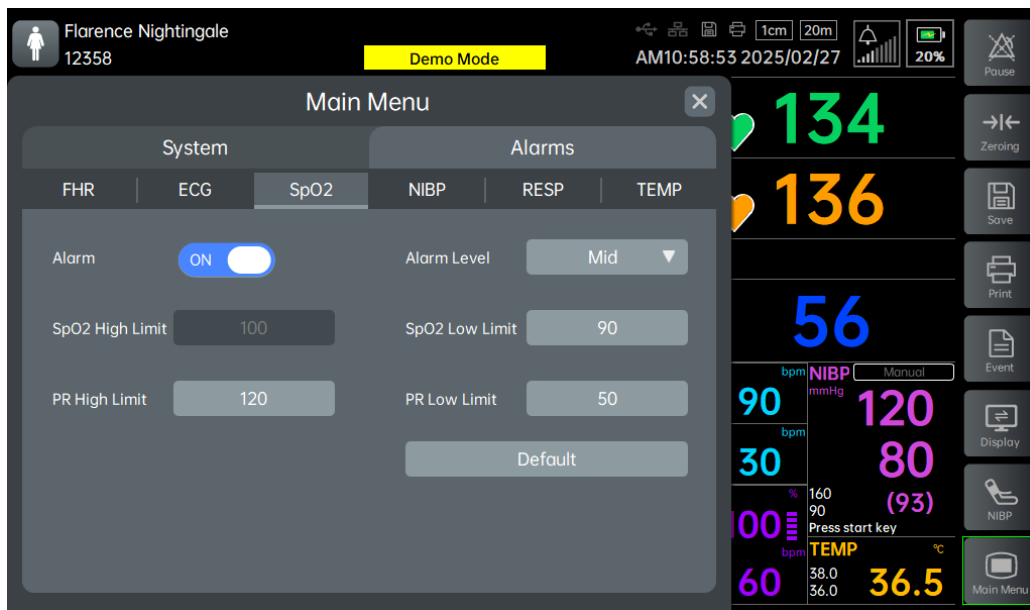 Flarence Nightingale
12358
Demo Mode
1cm
20m
AM10:58:53 2025/02/27
20%
Pause
Main Menu
System
Alarms
FHR
ECG
SpO2
NIBP
RESP
TEMP
Alarm
ON
Alarm Level
Mid
SpO2 High Limit
100
SpO2 Low Limit
90
PR High Limit
120
PR Low Limit
50
Default
134
136
56
bpm
90
bpm
30
%
100
bpm
60
NIBP
Manual
mmHg
120
80
160
90
(93)
Press start key
TEMP
°C
38.0
36.0
36.5
Zeroing
Save
Print
Event
Display
NIBP
Main Menu